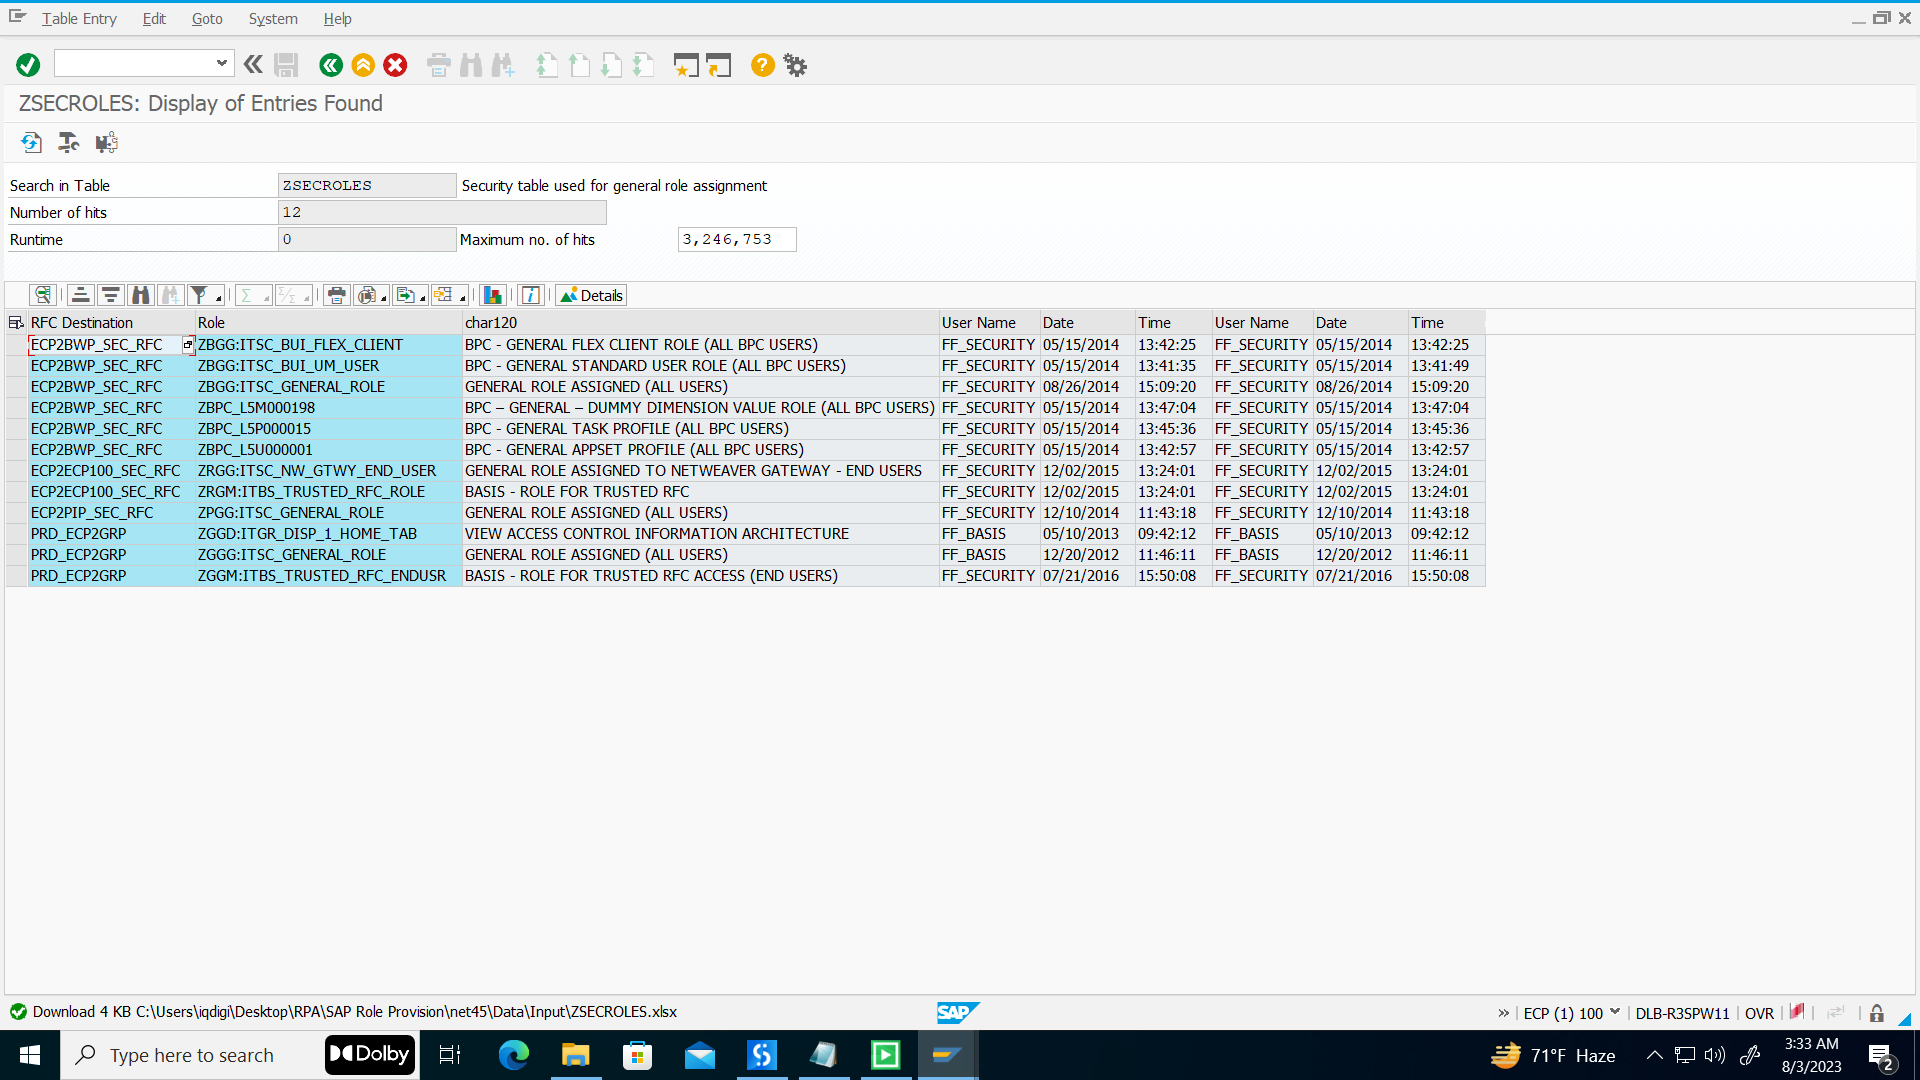 Table Entry Edit Goto System Help
ZSECROLES: Display of Entries Found
Search in Table ZSECROLES Security table used for general role assignment
Number of hits 12
Runtime 0 Maximum no. of hits 3,246,753
Details
RFC Destination Role char120 User Name Date Time User Name Date Time
ECP2BWP_SEC_RFC ZBGG:ITSC_BUI_FLEX_CLIENT BPC - GENERAL FLEX CLIENT ROLE (ALL BPC USERS) FF_SECURITY 05/15/2014 13:42:25 FF_SECURITY 05/15/2014 13:42:25
ECP2BWP_SEC_RFC ZBGG:ITSC_BUI_UM_USER BPC - GENERAL STANDARD USER ROLE (ALL BPC USERS) FF_SECURITY 05/15/2014 13:41:35 FF_SECURITY 05/15/2014 13:41:49
ECP2BWP_SEC_RFC ZBGG:ITSC_GENERAL_ROLE GENERAL ROLE ASSIGNED (ALL USERS) FF_SECURITY 08/26/2014 15:09:20 FF_SECURITY 08/26/2014 15:09:20
ECP2BWP_SEC_RFC ZBPC_L5M000198 BPC – GENERAL – DUMMY DIMENSION VALUE ROLE (ALL BPC USERS) FF_SECURITY 05/15/2014 13:47:04 FF_SECURITY 05/15/2014 13:47:04
ECP2BWP_SEC_RFC ZBPC_L5P000015 BPC - GENERAL TASK PROFILE (ALL BPC USERS) FF_SECURITY 05/15/2014 13:45:36 FF_SECURITY 05/15/2014 13:45:36
ECP2BWP_SEC_RFC ZBPC_L5U000001 BPC - GENERAL APPSET PROFILE (ALL BPC USERS) FF_SECURITY 05/15/2014 13:42:57 FF_SECURITY 05/15/2014 13:42:57
ECP2ECP100_SEC_RFC ZRGG:ITSC_NW_GTWY_END_USER GENERAL ROLE ASSIGNED TO NETWEAVER GATEWAY - END USERS FF_SECURITY 12/02/2015 13:24:01 FF_SECURITY 12/02/2015 13:24:01
ECP2ECP100_SEC_RFC ZRGM:ITBS_TRUSTED_RFC_ROLE BASIS - ROLE FOR TRUSTED RFC FF_SECURITY 12/02/2015 13:24:01 FF_SECURITY 12/02/2015 13:24:01
ECP2PIP_SEC_RFC ZPGG:ITSC_GENERAL_ROLE GENERAL ROLE ASSIGNED (ALL USERS) FF_SECURITY 12/10/2014 11:43:18 FF_SECURITY 12/10/2014 11:43:18
PRD_ECP2GRP ZGGD:ITGR_DISP_1_HOME_TAB VIEW ACCESS CONTROL INFORMATION ARCHITECTURE FF_BASIS 05/10/2013 09:42:12 FF_BASIS 05/10/2013 09:42:12
PRD_ECP2GRP ZGGG:ITSC_GENERAL_ROLE GENERAL ROLE ASSIGNED (ALL USERS) FF_BASIS 12/20/2012 11:46:11 FF_BASIS 12/20/2012 11:46:11
PRD_ECP2GRP ZGGM:ITBS_TRUSTED_RFC_ENDUSR BASIS - ROLE FOR TRUSTED RFC ACCESS (END USERS) FF_SECURITY 07/21/2016 15:50:08 FF_SECURITY 07/21/2016 15:50:08
Download 4 KB C:\Users\iqdigi\Desktop\RPA\SAP Role Provision\net45\Data\Input\ZSECROLES.xlsx SAP ECP (1) 100 DLB-R3SPW11 OVR
Type here to search Dolby 71°F Haze 3:33 AM
8/3/2023 2